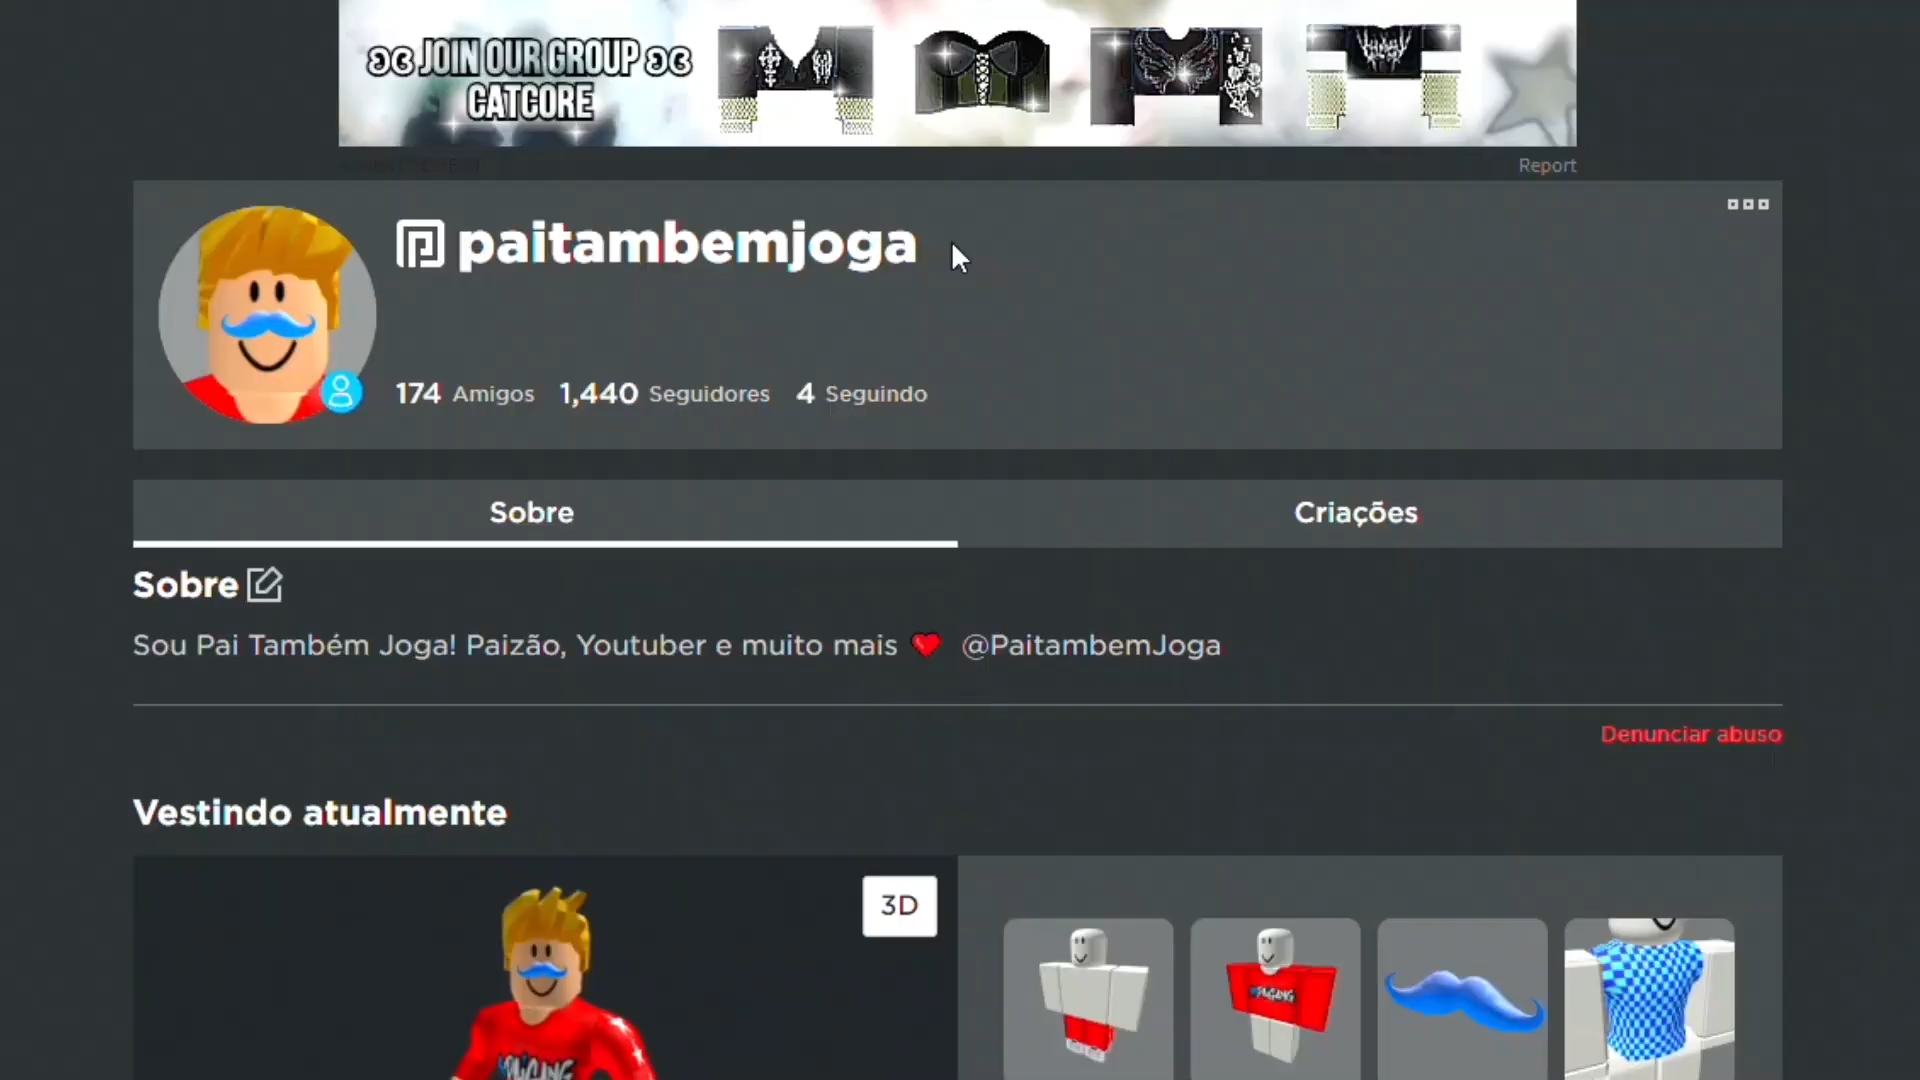 JOIN OUR GROUP
CATCORE
Report
paitambemjoga
174 Amigos 1,440 Seguidores 4 Seguindo
Sobre
Criações
Sobre
Sou Pai Também Joga! Paizão, Youtuber e muito mais ❤ @PaitambemJoga
Denunciar abuso
Vestindo atualmente
3D